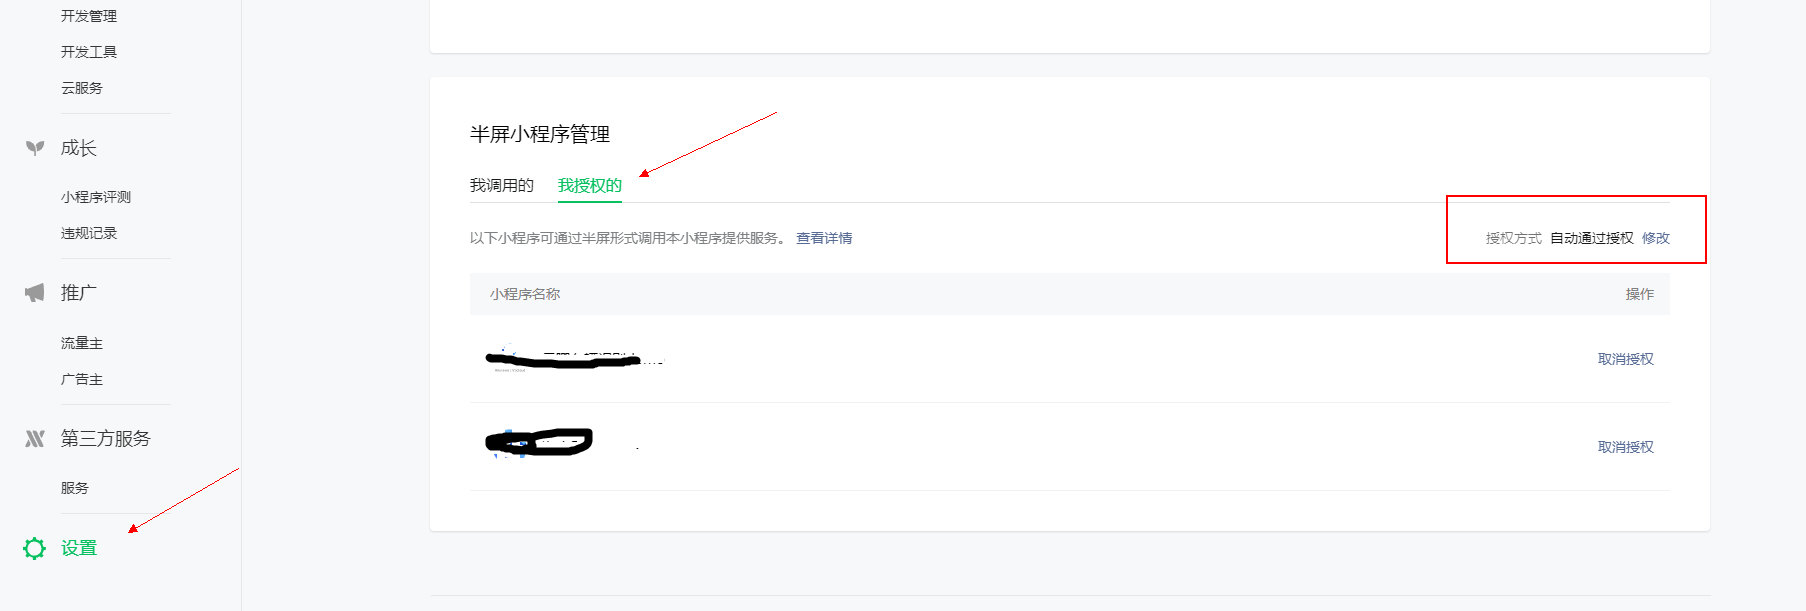 开发管理
开发工具
云服务
成长
小程序评测
违规记录
推广
流量主
广告主
第三方服务
服务
设置
半屏小程序管理
我调用的 我授权的
以下小程序可通过半屏形式调用本小程序提供服务。 查看详情
授权方式 自动通过授权 修改
小程序名称 操作
取消授权
取消授权